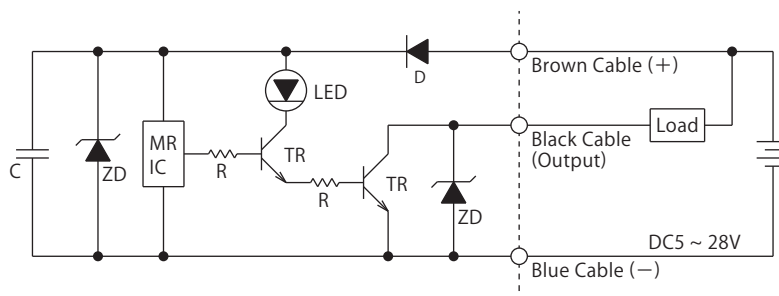 D
Brown Cable (+)
LED
Load
Black Cable
(Output)
MR
IC
TR
C
ZD
R
TR
R
ZD
DC5 ~ 28V
Blue Cable (−)